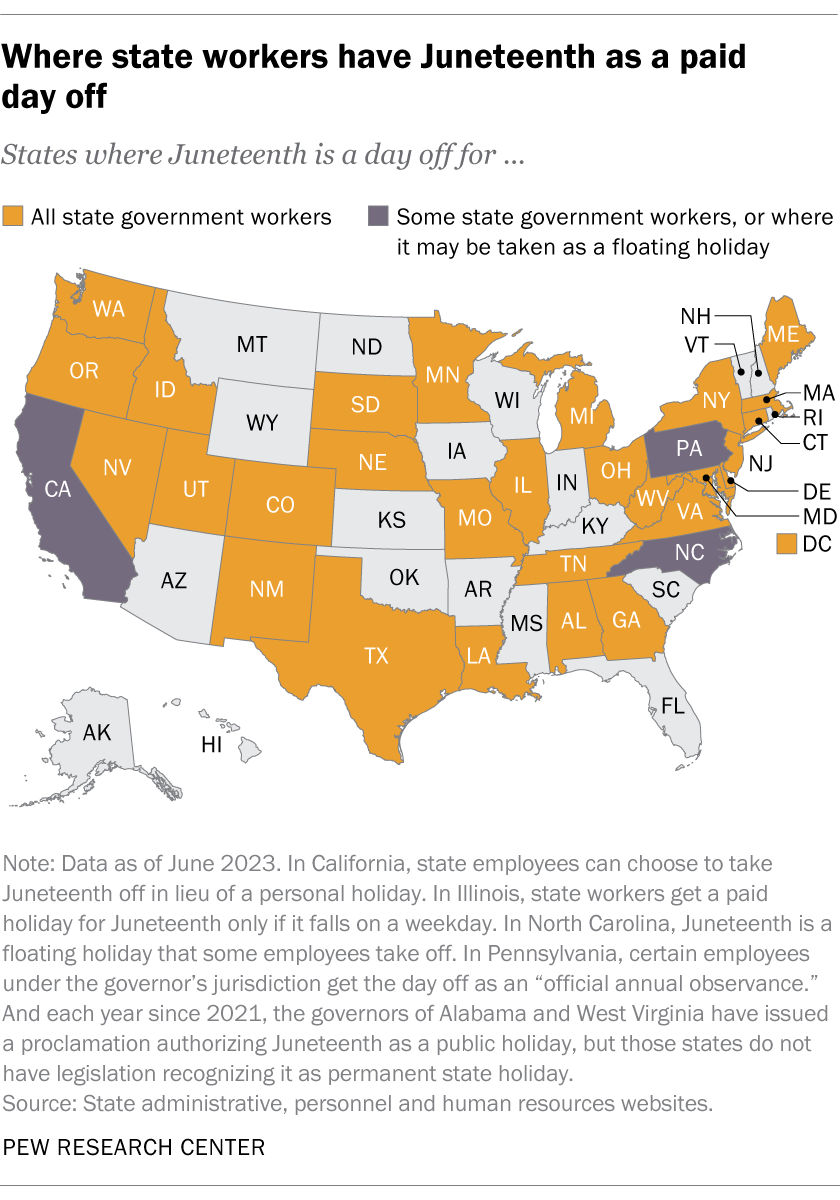 Where state workers have Juneteenth as a paid
day off
States where Juneteenth is a day off for ...
All state government workers
Some state government workers, or where
it may be taken as a floating holiday
WA
MT
ND
MN
NH
VT
ME
OR
ID
SD
WI
MI
NY
MA
RI
CT
WY
IA
NE
PA
NJ
CA
NV
UT
CO
IL
IN
OH
DE
MD
WV
VA
KS
MO
KY
DC
NC
TN
AZ
NM
OK
AR
SC
MS
AL
GA
TX
LA
FL
AK
HI
Note: Data as of June 2023. In California, state employees can choose to take
Juneteenth off in lieu of a personal holiday. In Illinois, state workers get a paid
holiday for Juneteenth only if it falls on a weekday. In North Carolina, Juneteenth is a
floating holiday that some employees take off. In Pennsylvania, certain employees
under the governor's jurisdiction get the day off as an “official annual observance.”
And each year since 2021, the governors of Alabama and West Virginia have issued
a proclamation authorizing Juneteenth as a public holiday, but those states do not
have legislation recognizing it as permanent state holiday.
Source: State administrative, personnel and human resources websites.
PEW RESEARCH CENTER